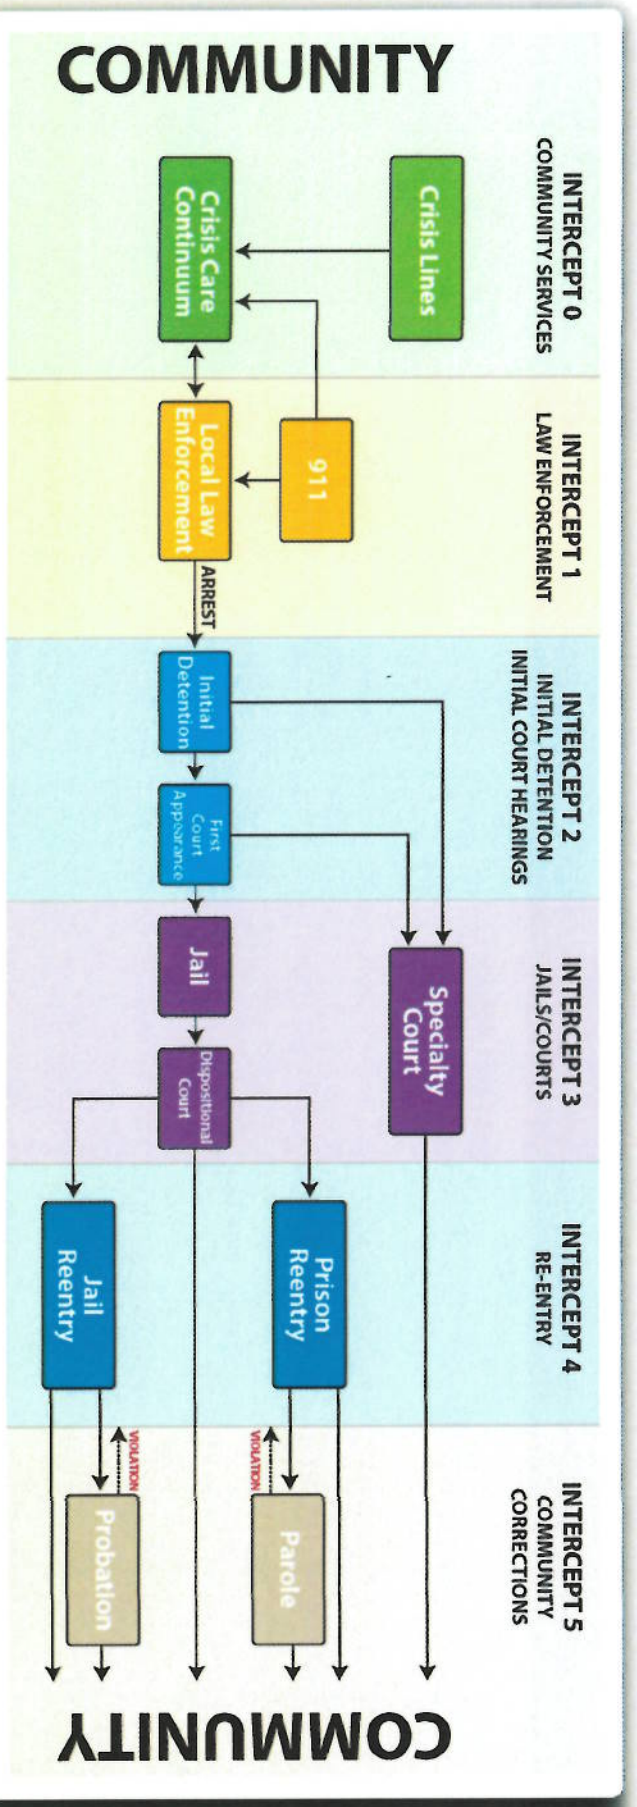 COMMUNITY
INTERCEPT 0
COMMUNITY SERVICES
Crisis Lines
Crisis Care
Continuum
INTERCEPT 1
LAW ENFORCEMENT
911
Local Law
Enforcement
ARREST
INTERCEPT 2
INITIAL DETENTION
INITIAL COURT HEARINGS
Initial
Detention
First
Court
Appearance
INTERCEPT 3
JAILS/COURTS
Specialty
Court
Jail
Dispositional
Court
INTERCEPT 4
RE-ENTRY
Prison
Reentry
Jail
Reentry
INTERCEPT 5
COMMUNITY
CORRECTIONS
VIOLATION
Parole
VIOLATION
Probation
COMMUNITY